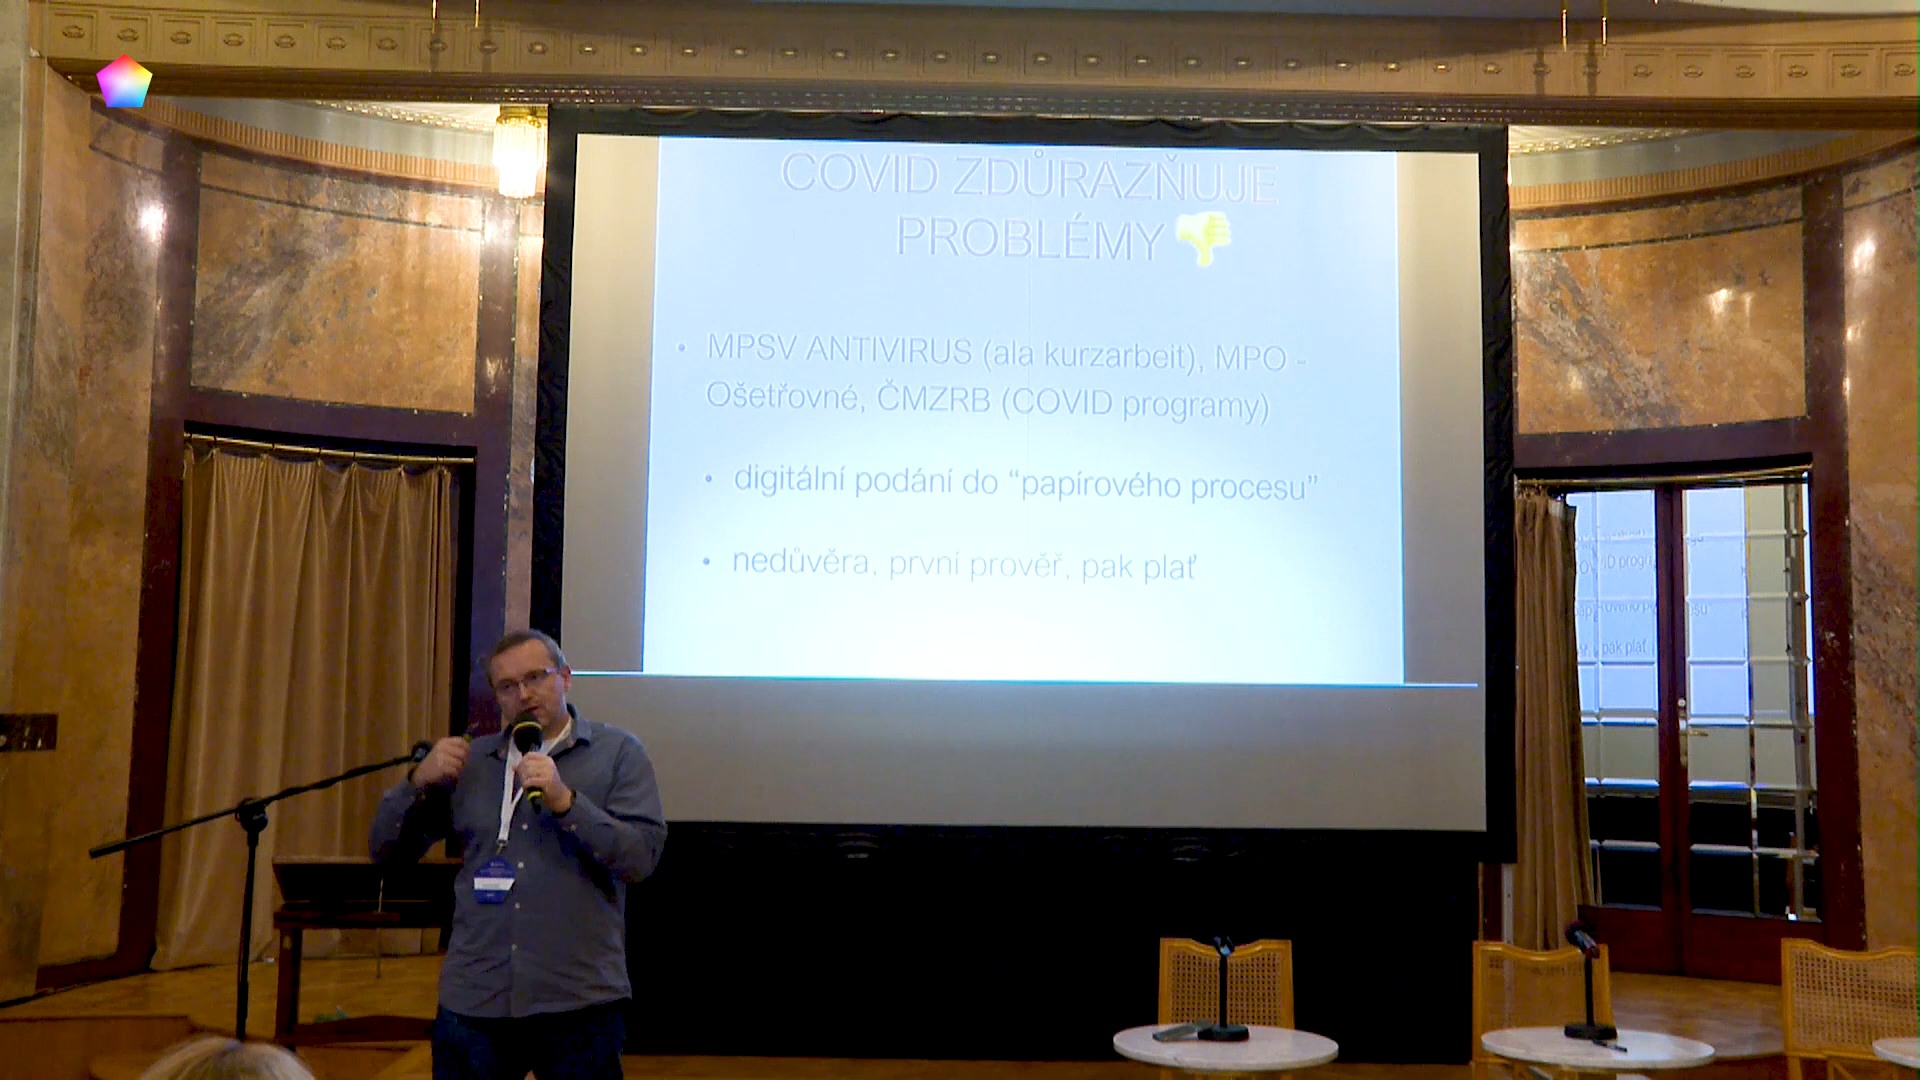 COVID ZDŮRAZŇUJE
PROBLÉMY 👎
• MPSV ANTIVIRUS (ala kurzarbeit), MPO -
Ošetřovné, ČMZRB (COVID programy)
• digitální podání do “papírového procesu”
• nedůvěra, první prověř, pak plať